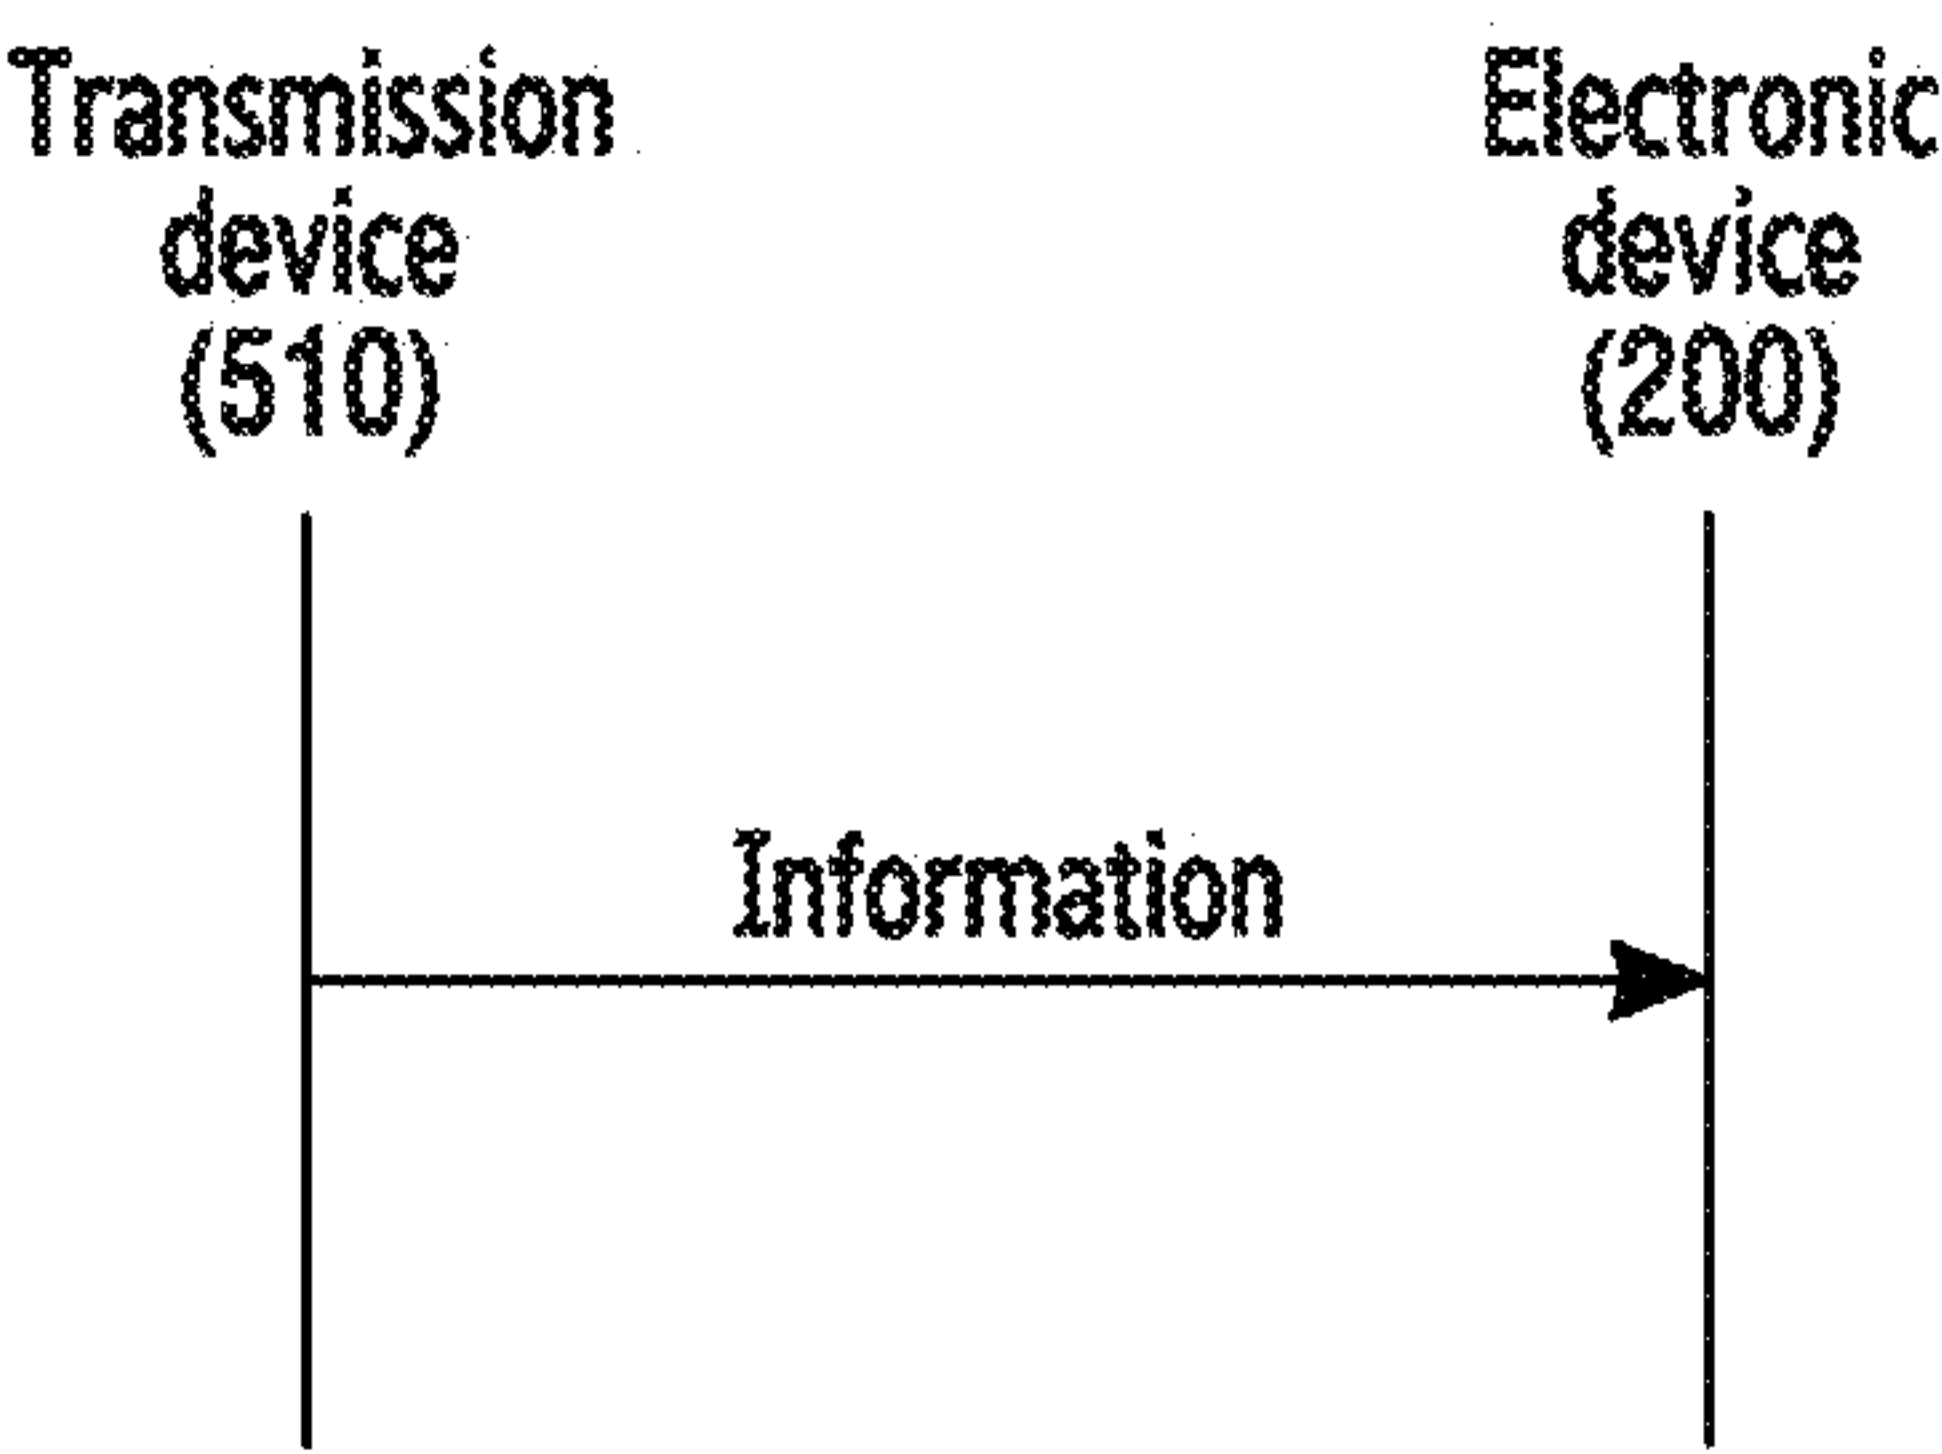 Transmission
device
(510)
Electronic
device
(200)
Information